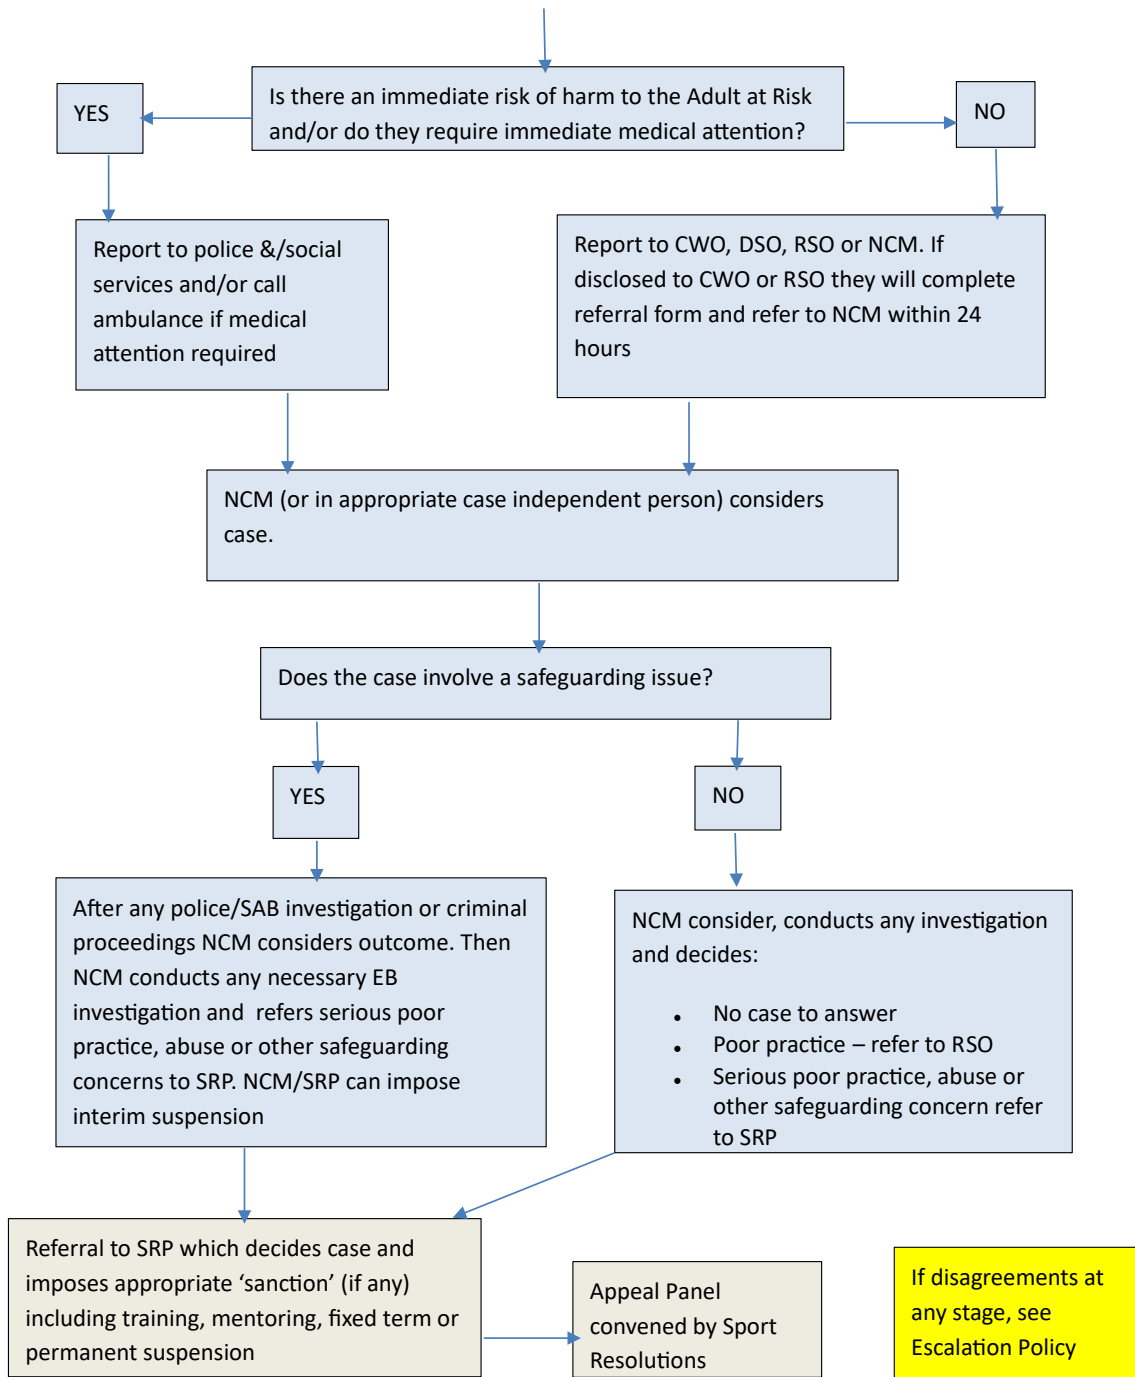 Is there an immediate risk of harm to the Adult at Risk
and/or do they require immediate medical attention?
YES
NO
Report to police &/social
services and/or call
ambulance if medical
attention required
Report to CWO, DSO, RSO or NCM. If
disclosed to CWO or RSO they will complete
referral form and refer to NCM within 24
hours
NCM (or in appropriate case independent person) considers
case.
Does the case involve a safeguarding issue?
YES
NO
After any police/SAB investigation or criminal
proceedings NCM considers outcome. Then
NCM conducts any necessary EB
investigation and  refers serious poor
practice, abuse or other safeguarding
concerns to SRP. NCM/SRP can impose
interim suspension
NCM consider, conducts any investigation
and decides:
• No case to answer
• Poor practice – refer to RSO
• Serious poor practice, abuse or
other safeguarding concern refer
to SRP
Referral to SRP which decides case and
imposes appropriate ‘sanction’ (if any)
including training, mentoring, fixed term or
permanent suspension
Appeal Panel
convened by Sport
Resolutions
If disagreements at
any stage, see
Escalation Policy